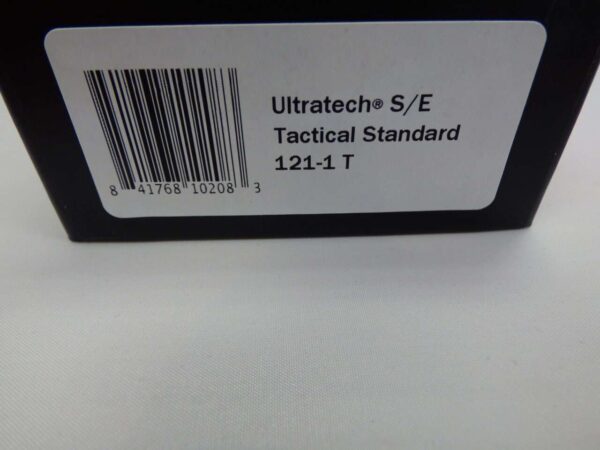 Ultratech® S/E
Tactical Standard
121-1 T
8 41768 10208 3